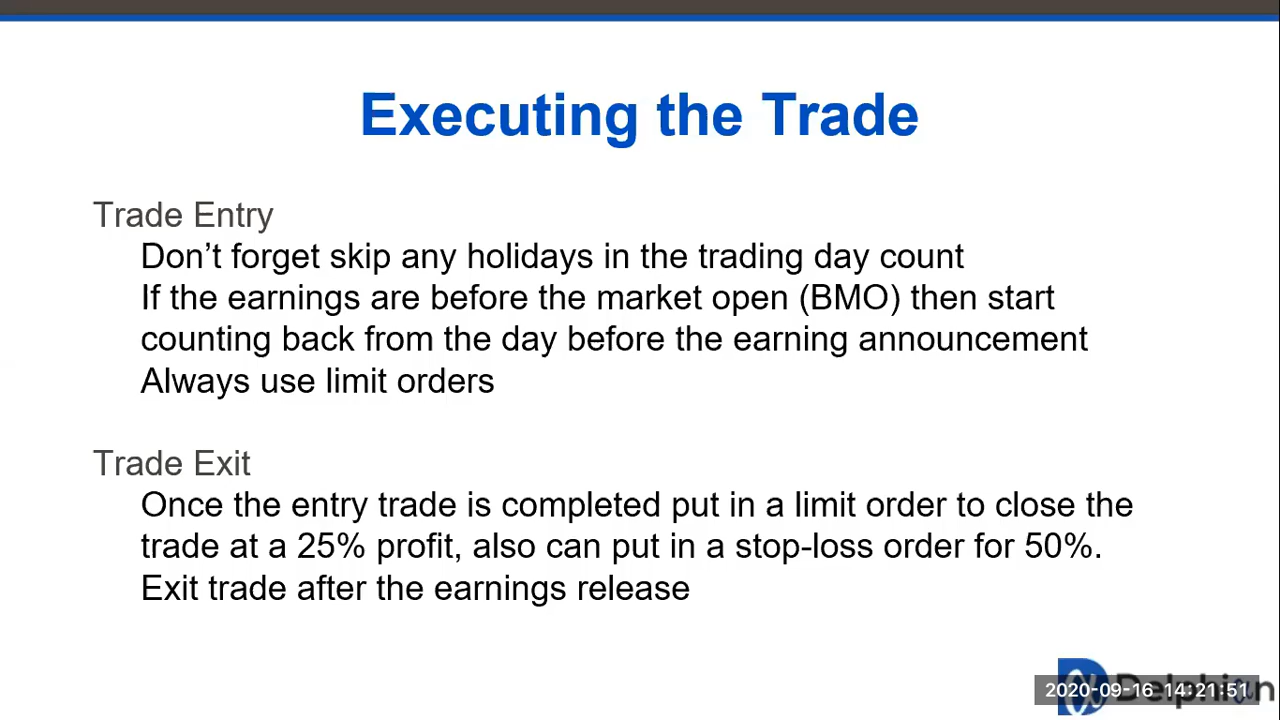 Executing the Trade
Trade Entry
Don’t forget skip any holidays in the trading day count
If the earnings are before the market open (BMO) then start
counting back from the day before the earning announcement
Always use limit orders
Trade Exit
Once the entry trade is completed put in a limit order to close the
trade at a 25% profit, also can put in a stop-loss order for 50%.
Exit trade after the earnings release
Delphian
2020-09-16 14:21:51